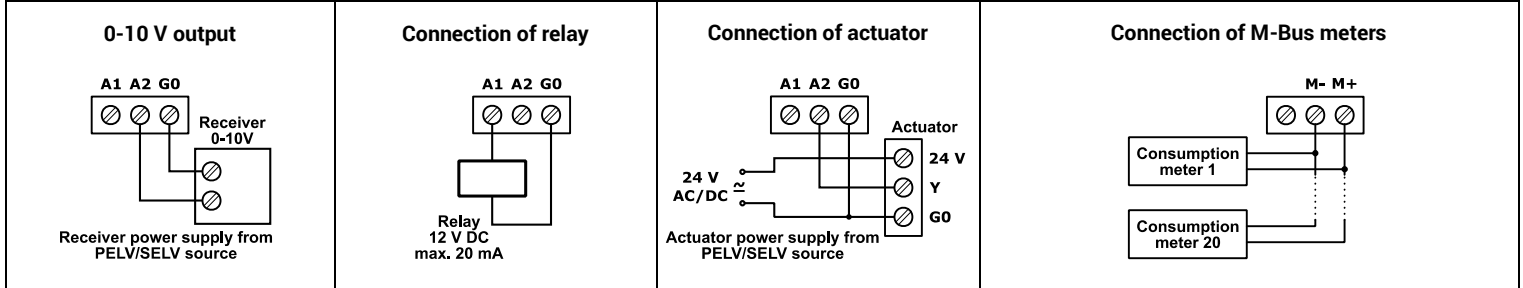 0-10 V output
A1 A2 G0
Receiver
0-10V
Receiver power supply from
PELV/SELV source
Connection of relay
A1 A2 G0
Relay
12 V DC
max. 20 mA
Connection of actuator
A1 A2 G0
Actuator
24 V
Y
G0
24 V
AC/DC ≃
Actuator power supply from
PELV/SELV source
Connection of M-Bus meters
M- M+
Consumption
meter 1
Consumption
meter 20